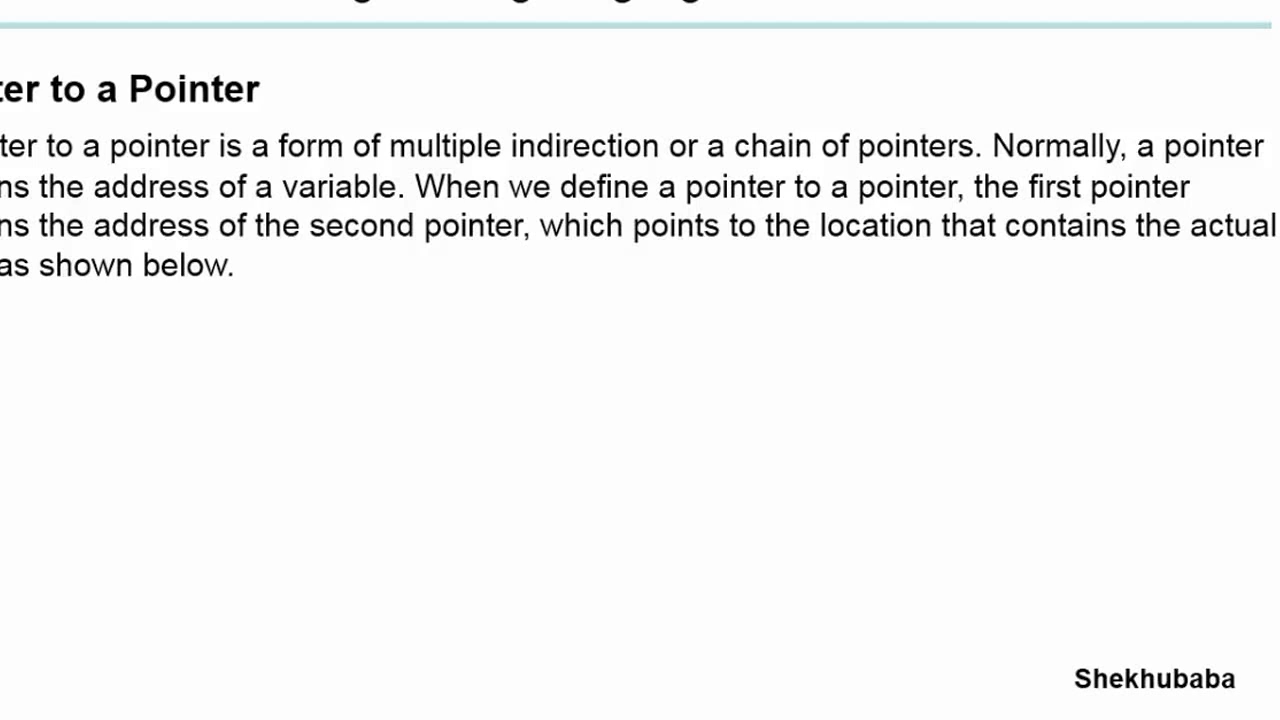 ter to a Pointer
ter to a pointer is a form of multiple indirection or a chain of pointers. Normally, a pointer
ns the address of a variable. When we define a pointer to a pointer, the first pointer
ns the address of the second pointer, which points to the location that contains the actual
as shown below.
Shekhubaba